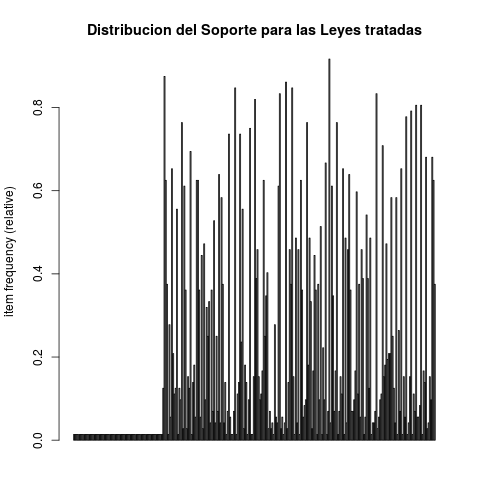 Distribucion del Soporte para las Leyes tratadas
item frequency (relative)
0.8
0.6
0.4
0.2
0.0